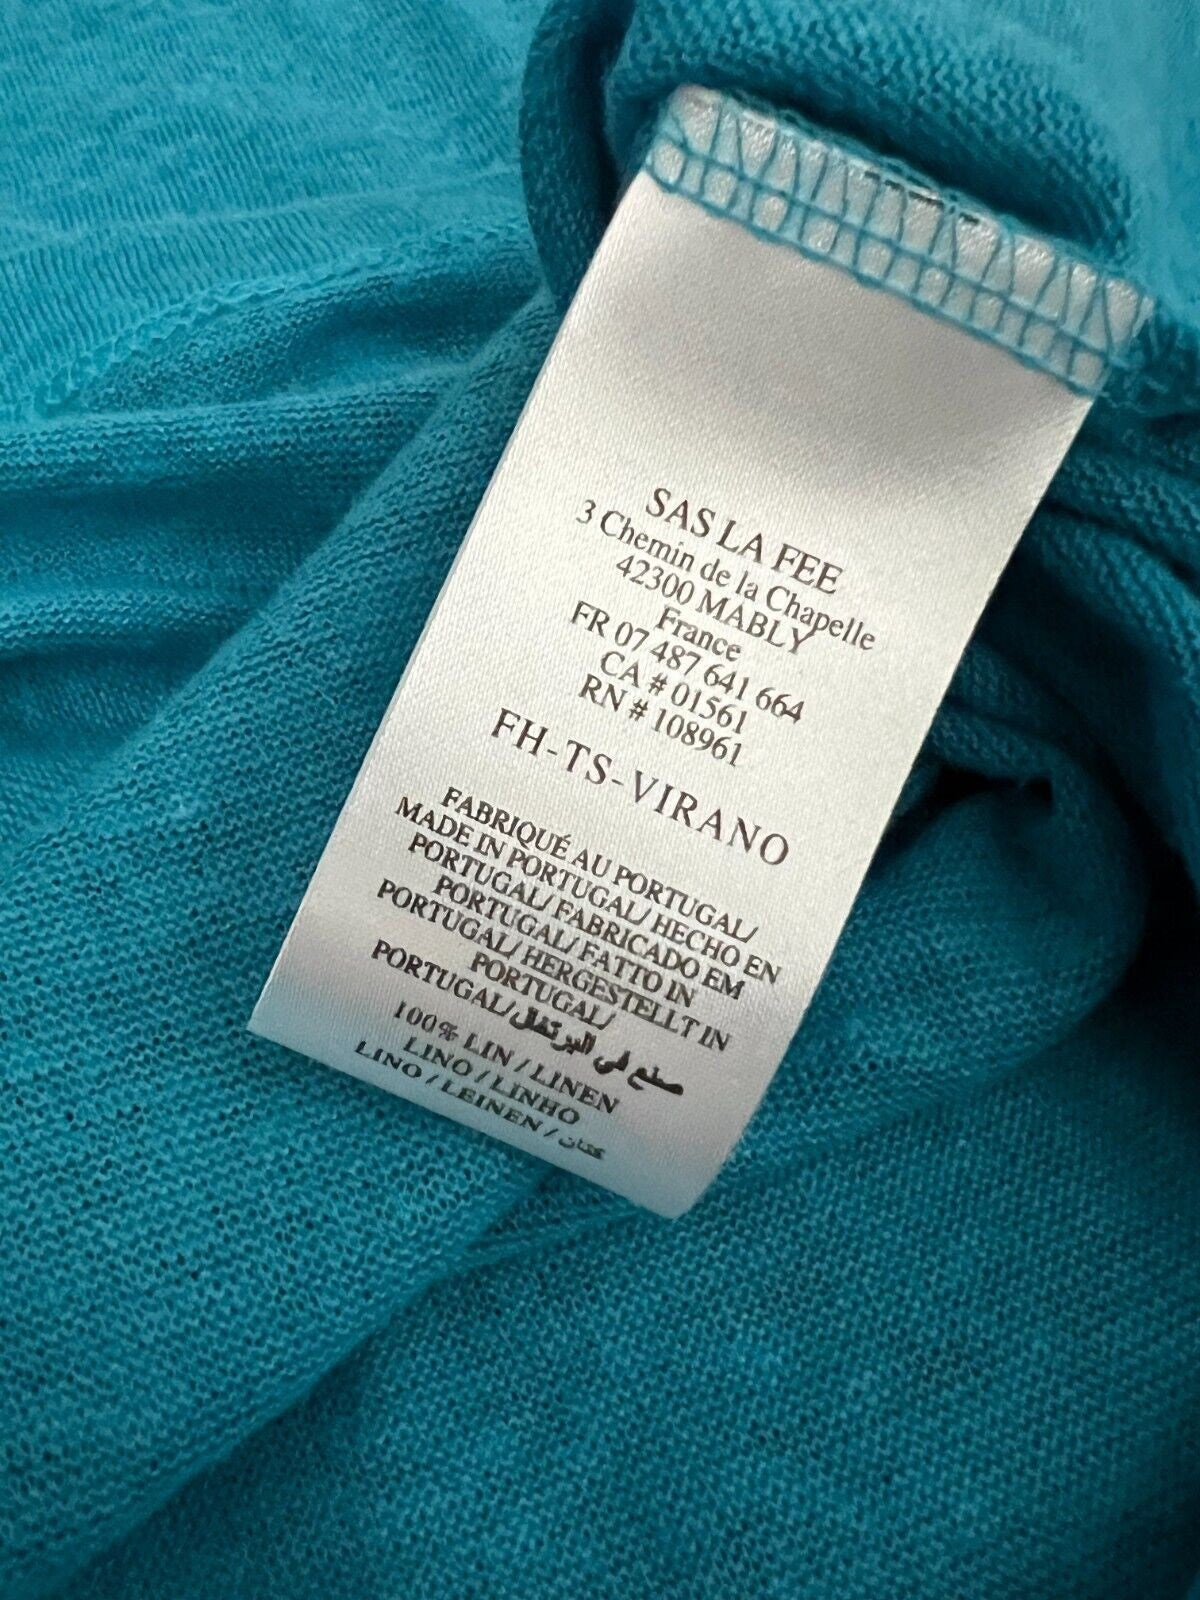 SAS LA FEE
3 Chemin de la Chapelle
42300 MABLY
France
FR 07 487 641 664
CA # 01561
RN # 108961
FH-TS-VIRANO
FABRIQUÉ AU PORTUGAL/
MADE IN PORTUGAL/ HECHO EN
PORTUGAL/ FABRICADO EM
PORTUGAL/ FATTO IN
PORTUGAL/ HERGESTELLT IN
PORTUGAL/
PORTUGAL/ صنع في البرتغال
100% LIN / LINEN
LINO / LINHO
LINO / LEINEN / كتان